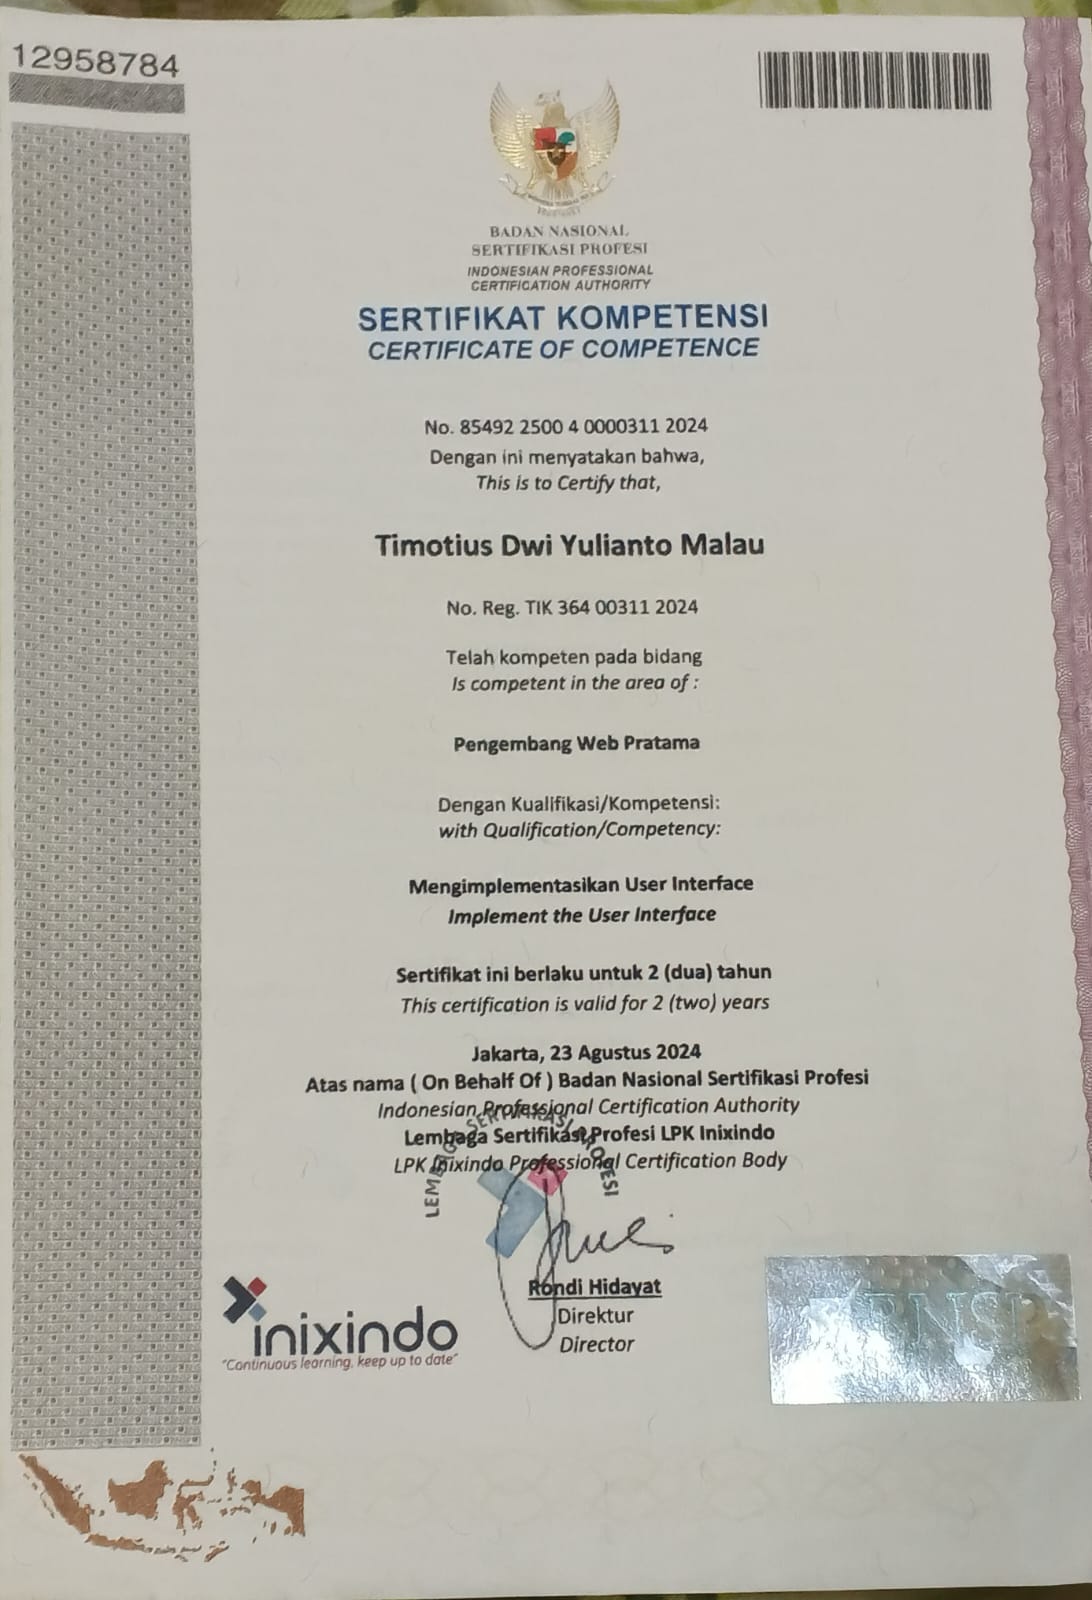 12958784
BADAN NASIONAL
SERTIFIKASI PROFESI
INDONESIAN PROFESSIONAL
CERTIFICATION AUTHORITY
SERTIFIKAT KOMPETENSI
CERTIFICATE OF COMPETENCE
No. 85492 2500 4 0000311 2024
Dengan ini menyatakan bahwa,
This is to Certify that,
Timotius Dwi Yulianto Malau
No. Reg. TIK 364 00311 2024
Telah kompeten pada bidang
Is competent in the area of :
Pengembang Web Pratama
Dengan Kualifikasi/Kompetensi:
with Qualification/Competency:
Mengimplementasikan User Interface
Implement the User Interface
Sertifikat ini berlaku untuk 2 (dua) tahun
This certification is valid for 2 (two) years
Jakarta, 23 Agustus 2024
Atas nama ( On Behalf Of ) Badan Nasional Sertifikasi Profesi
Indonesian Professional Certification Authority
Lembaga Sertifikasi Profesi LPK Inixindo
LPK Inixindo Professional Certification Body
LEMBAGA SERTIFIKASI PROFESI
Rondi Hidayat
Direktur
Director
inixindo
"Continuous learning, keep up to date"
BNSP